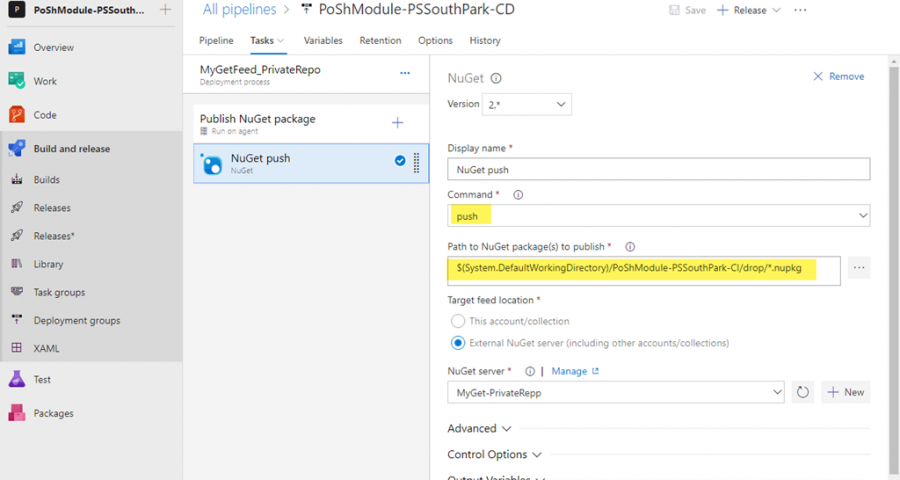 P PoShModule-PSSouthP... +
Overview
Work
Code
Build and release
Builds
Releases
Releases*
Library
Task groups
Deployment groups
XAML
Test
Packages
All pipelines > PoShModule-PSSouthPark-CD
Save + Release ...
Pipeline Tasks Variables Retention Options History
MyGetFeed_PrivateRepo ...
Deployment process
Publish NuGet package +
Run on agent
NuGet push
NuGet
NuGet
Remove
Version 2.*
Display name *
NuGet push
Command *
push
Path to NuGet package(s) to publish *
$(System.DefaultWorkingDirectory)/PoShModule-PSSouthPark-CI/drop/*.nupkg
...
Target feed location *
This account/collection
External NuGet server (including other accounts/collections)
NuGet server * | Manage
MyGet-PrivateRepp
+ New
Advanced
Control Options
Output Variables